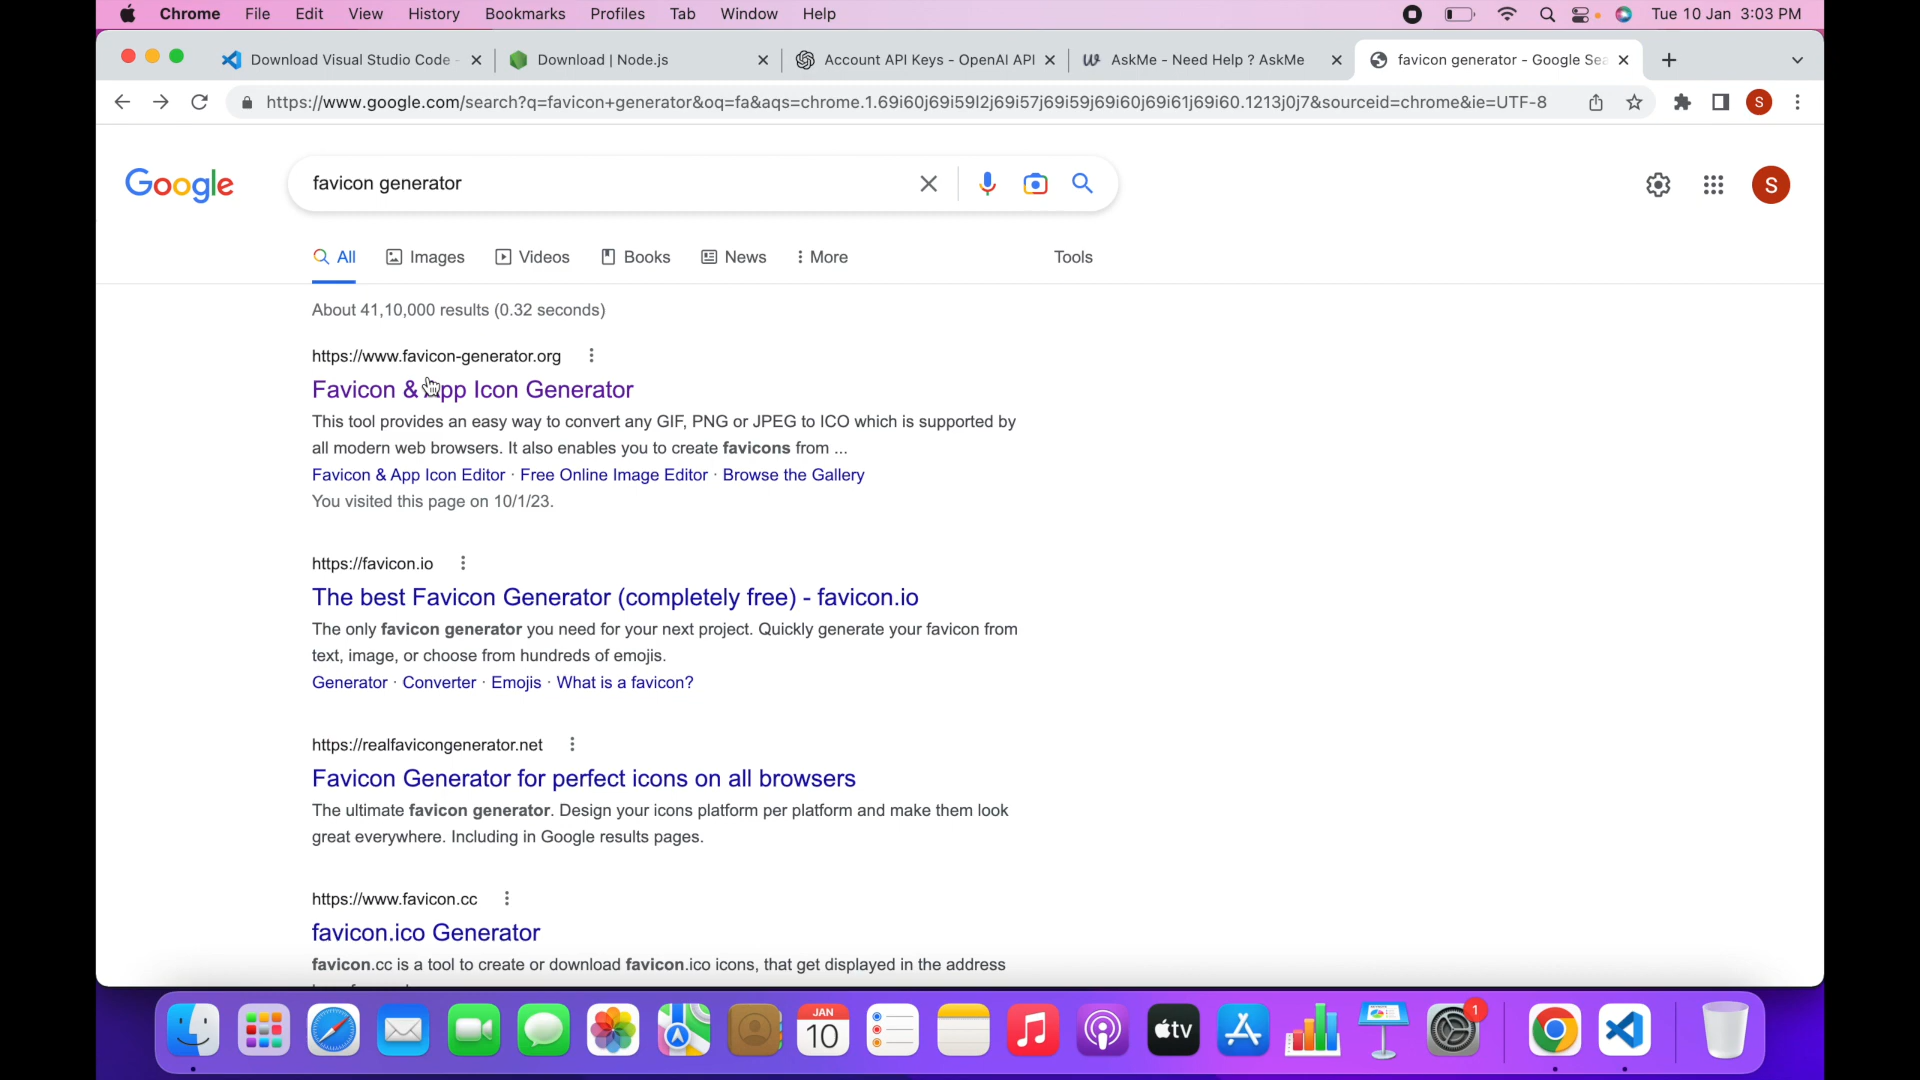 Chrome File Edit View History Bookmarks Profiles Tab Window Help Tue 10 Jan 3:03 PM
Download Visual Studio Code - Download | Node.js Account API Keys - OpenAI API AskMe - Need Help ? AskMe favicon generator - Google Sea
https://www.google.com/search?q=favicon+generator&oq=fa&aqs=chrome.1.69i60j69i59l2j69i57j69i59j69i60j69i61j69i60.1213j0j7&sourceid=chrome&ie=UTF-8 S
Google favicon generator S
All Images Videos Books News More Tools
About 41,10,000 results (0.32 seconds)
https://www.favicon-generator.org
Favicon & App Icon Generator
This tool provides an easy way to convert any GIF, PNG or JPEG to ICO which is supported by
all modern web browsers. It also enables you to create favicons from ...
Favicon & App Icon Editor · Free Online Image Editor · Browse the Gallery
You visited this page on 10/1/23.
https://favicon.io
The best Favicon Generator (completely free) - favicon.io
The only favicon generator you need for your next project. Quickly generate your favicon from
text, image, or choose from hundreds of emojis.
Generator · Converter · Emojis · What is a favicon?
https://realfavicongenerator.net
Favicon Generator for perfect icons on all browsers
The ultimate favicon generator. Design your icons platform per platform and make them look
great everywhere. Including in Google results pages.
https://www.favicon.cc
favicon.ico Generator
favicon.cc is a tool to create or download favicon.ico icons, that get displayed in the address
JAN
10
tv
1